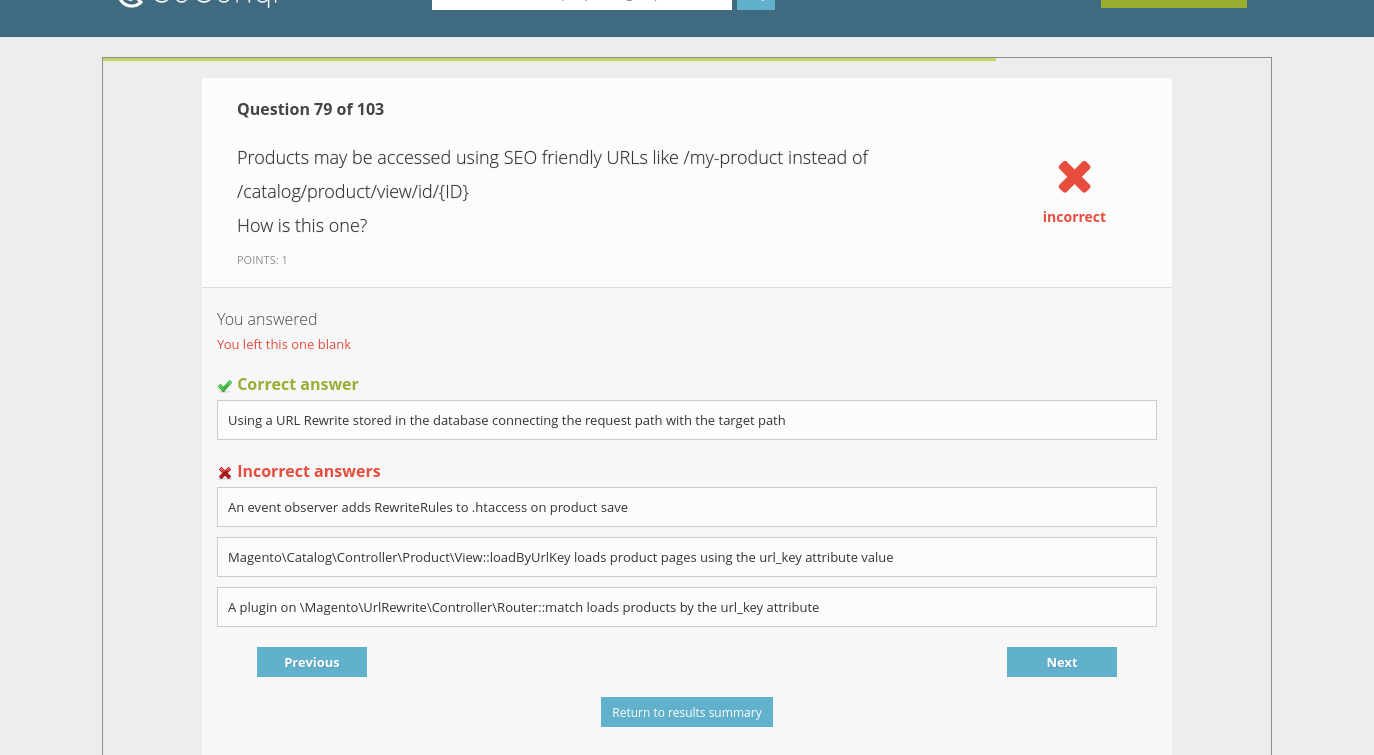 Question 79 of 103
Products may be accessed using SEO friendly URLs like /my-product instead of
/catalog/product/view/id/{ID}
How is this one?
incorrect
POINTS: 1
You answered
You left this one blank
Correct answer
Using a URL Rewrite stored in the database connecting the request path with the target path
Incorrect answers
An event observer adds RewriteRules to .htaccess on product save
Magento\Catalog\Controller\Product\View::loadByUrlKey loads product pages using the url_key attribute value
A plugin on \Magento\UrlRewrite\Controller\Router::match loads products by the url_key attribute
Previous
Next
Return to results summary